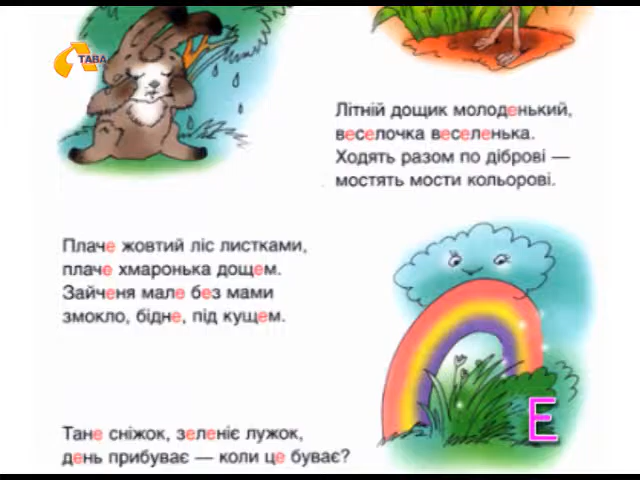 ТАВА
Літній дощик молоденький,
веселочка веселенька.
Ходять разом по діброві —
мостять мости кольорові.
Плаче жовтий ліс листками,
плаче хмаронька дощем.
Зайченя мале без мами
змокло, бідне, під кущем.
Е
Тане сніжок, зеленіє лужок,
день прибуває — коли це буває?